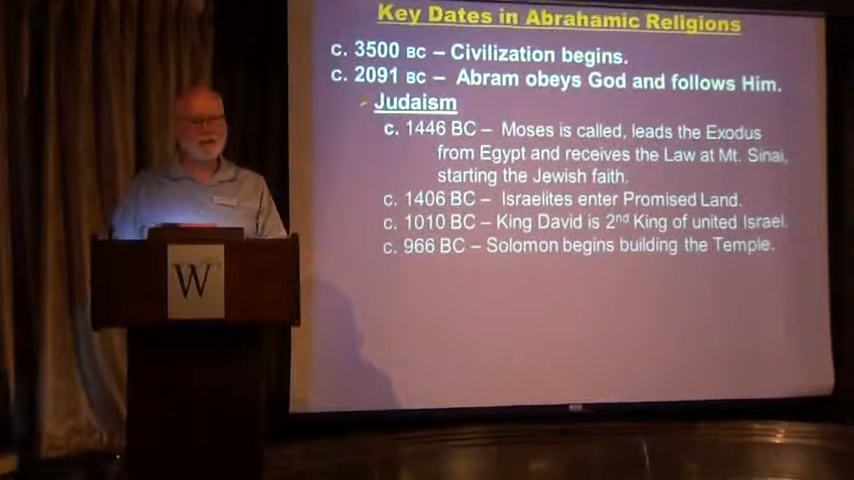 Key Dates in Abrahamic Religions
c. 3500 BC – Civilization begins.
c. 2091 BC – Abram obeys God and follows Him.
Judaism
c. 1446 BC – Moses is called, leads the Exodus
from Egypt and receives the Law at Mt. Sinai,
starting the Jewish faith.
c. 1406 BC – Israelites enter Promised Land.
c. 1010 BC – King David is 2nd King of united Israel.
c. 966 BC – Solomon begins building the Temple.
W